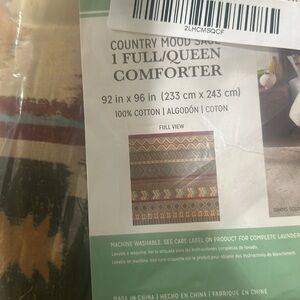 2LHCMSQCF
COUNTRY MOOD SAGE
1 FULL/QUEEN
COMFORTER
92 in x 96 in (233 cm x 243 cm)
100% COTTON | ALGODÓN | COTON
FULL VIEW
MACHINE WASHABLE. SEE CARE LABEL ON PRODUCT FOR COMPLETE LAUNDER
MADE IN CHINA | HECHO EN CHINA | FABRIQUÉ EN CHINE